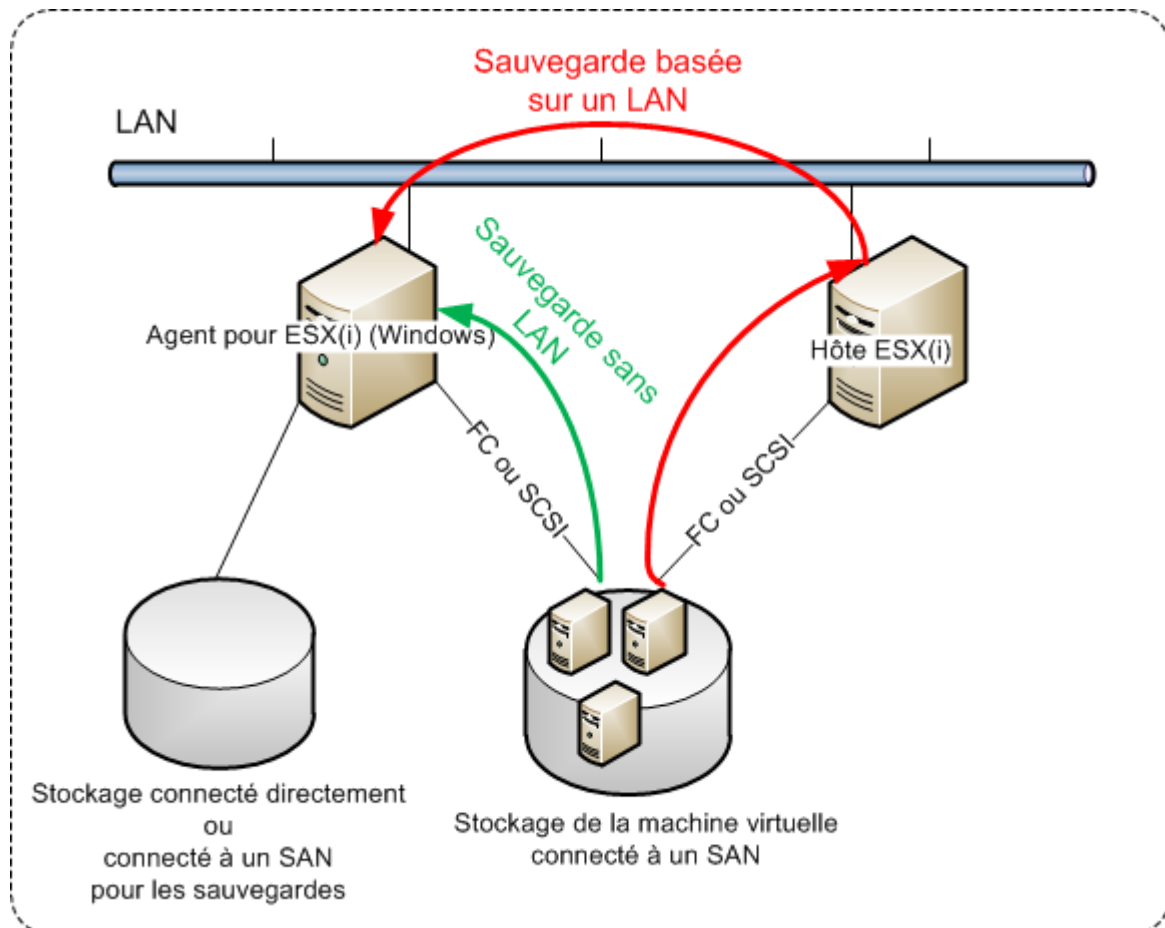 Sauvegarde basée
sur un LAN
LAN
Sauvegarde sans
LAN
Agent pour ESX(i) (Windows)
Hôte ESX(i)
FC ou SCSI
FC ou SCSI
Stockage connecté directement
ou
connecté à un SAN
pour les sauvegardes
Stockage de la machine virtuelle
connecté à un SAN